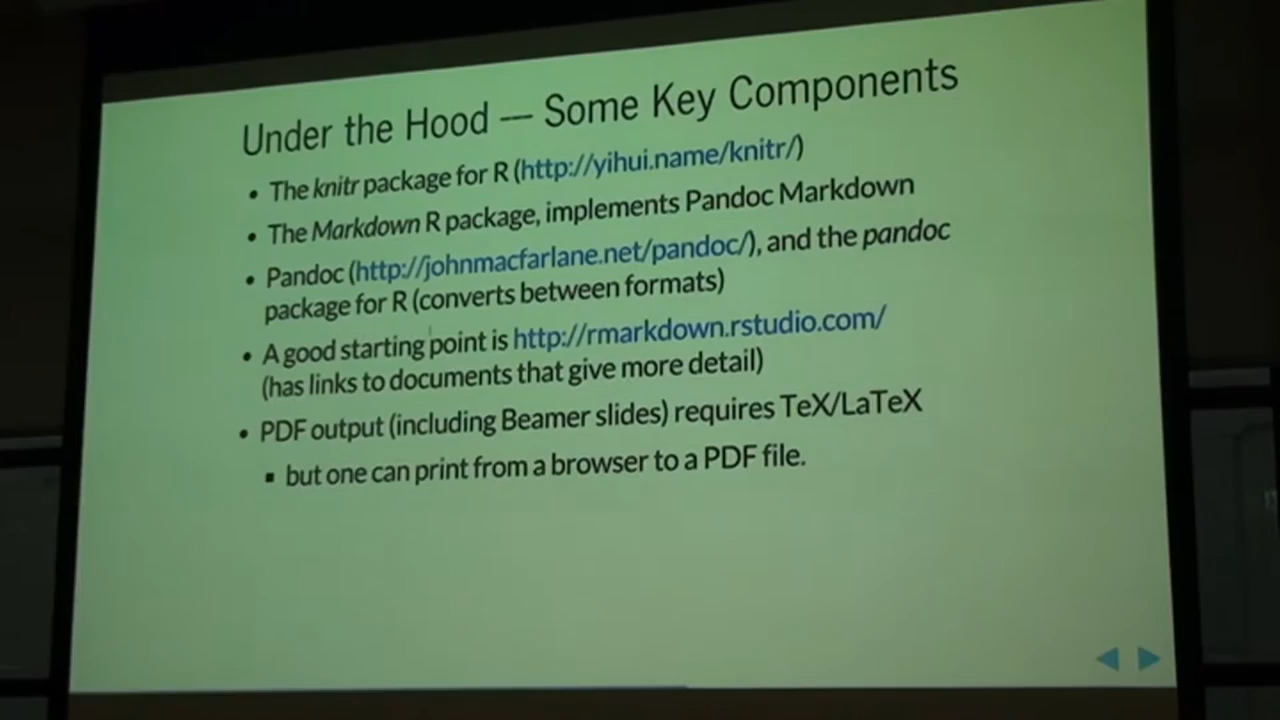 Under the Hood — Some Key Components
• The knitr package for R (http://yihui.name/knitr/)
• The Markdown R package, implements Pandoc Markdown
• Pandoc (http://johnmacfarlane.net/pandoc/), and the pandoc
package for R (converts between formats)
• A good starting point is http://rmarkdown.rstudio.com/
(has links to documents that give more detail)
• PDF output (including Beamer slides) requires TeX/LaTeX
▪ but one can print from a browser to a PDF file.